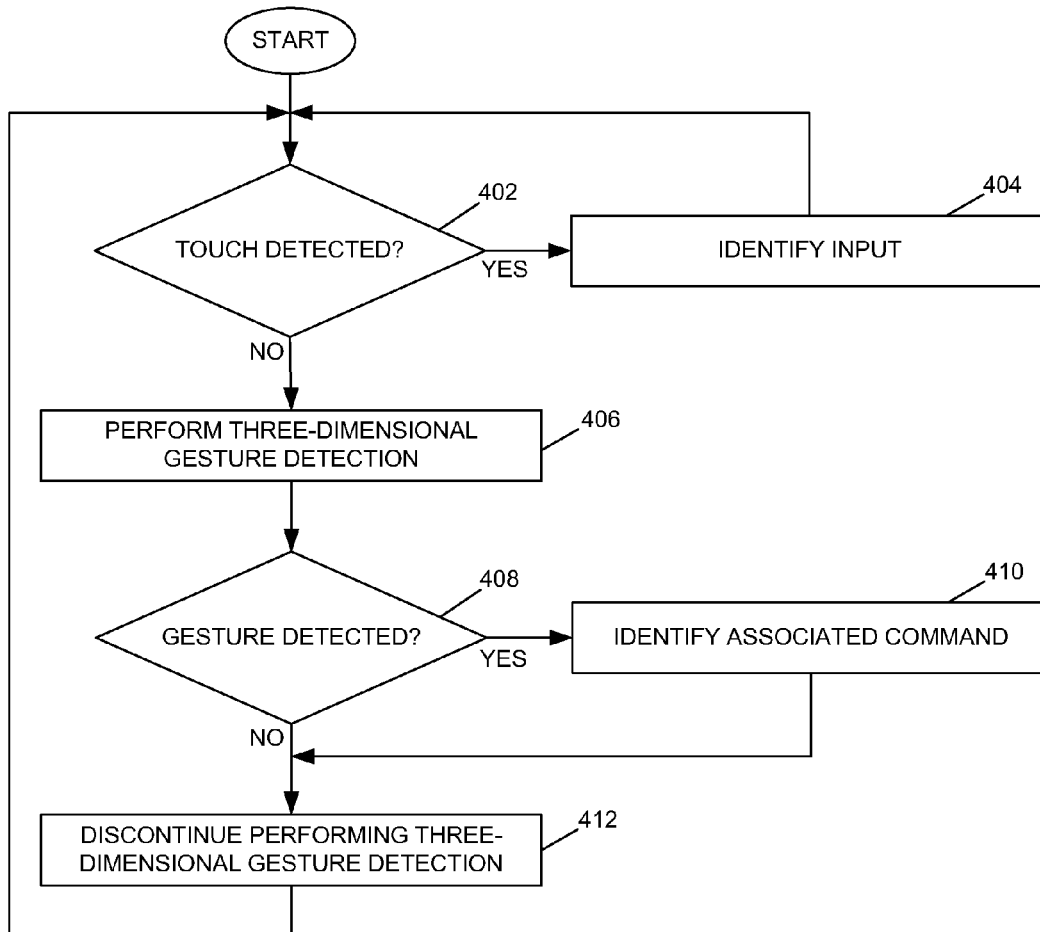 START
402
404
TOUCH DETECTED?
YES
IDENTIFY INPUT
NO
PERFORM THREE-DIMENSIONAL
GESTURE DETECTION
406
408
410
GESTURE DETECTED?
YES
IDENTIFY ASSOCIATED COMMAND
NO
DISCONTINUE PERFORMING THREE-
DIMENSIONAL GESTURE DETECTION
412